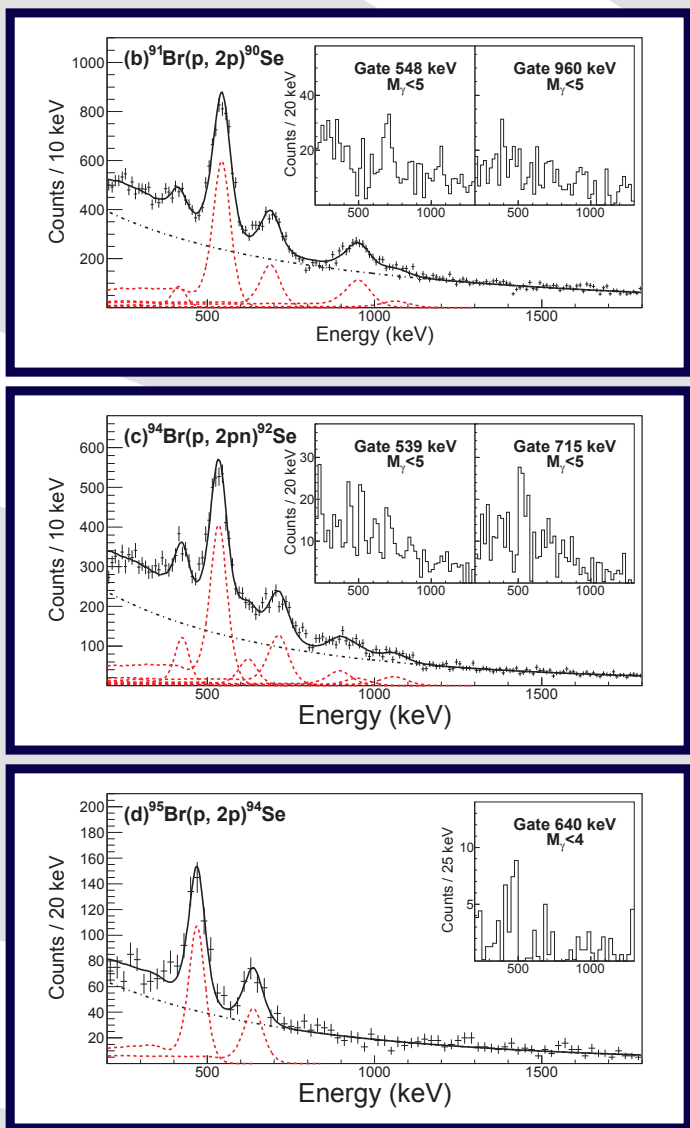 (b)⁹¹Br(p, 2p)⁹⁰Se
Gate 548 keV
Mγ<5
Gate 960 keV
Mγ<5
Counts / 20 keV
40
20
500
1000
500
1000
Counts / 10 keV
1000
800
600
400
200
500
1000
1500
Energy (keV)
(c)⁹⁴Br(p, 2pn)⁹²Se
Gate 539 keV
Mγ<5
Gate 715 keV
Mγ<5
Counts / 20 keV
30
20
10
500
1000
500
1000
Counts / 10 keV
600
500
400
300
200
100
500
1000
1500
Energy (keV)
(d)⁹⁵Br(p, 2p)⁹⁴Se
Gate 640 keV
Mγ<4
Counts / 25 keV
10
5
500
1000
Counts / 20 keV
200
180
160
140
120
100
80
60
40
20
500
1000
1500
Energy (keV)